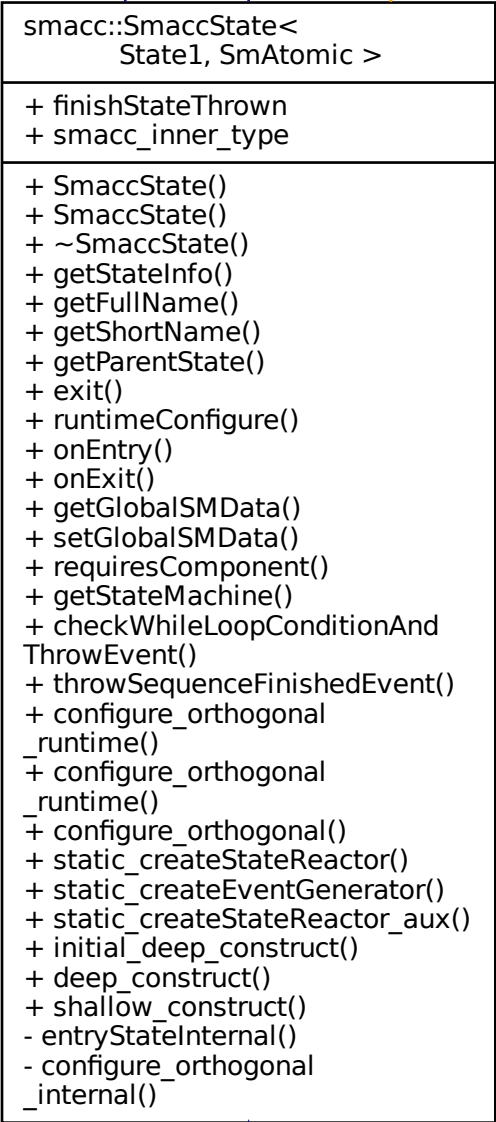 smacc::SmaccState<
State1, SmAtomic >
+ finishStateThrown
+ smacc_inner_type
+ SmaccState()
+ SmaccState()
+ ~SmaccState()
+ getStateInfo()
+ getFullName()
+ getShortName()
+ getParentState()
+ exit()
+ runtimeConfigure()
+ onEntry()
+ onExit()
+ getGlobalSMData()
+ setGlobalSMData()
+ requiresComponent()
+ getStateMachine()
+ checkWhileLoopConditionAnd
ThrowEvent()
+ throwSequenceFinishedEvent()
+ configure_orthogonal
_runtime()
+ configure_orthogonal
_runtime()
+ configure_orthogonal()
+ static_createStateReactor()
+ static_createEventGenerator()
+ static_createStateReactor_aux()
+ initial_deep_construct()
+ deep_construct()
+ shallow_construct()
- entryStateInternal()
- configure_orthogonal
_internal()